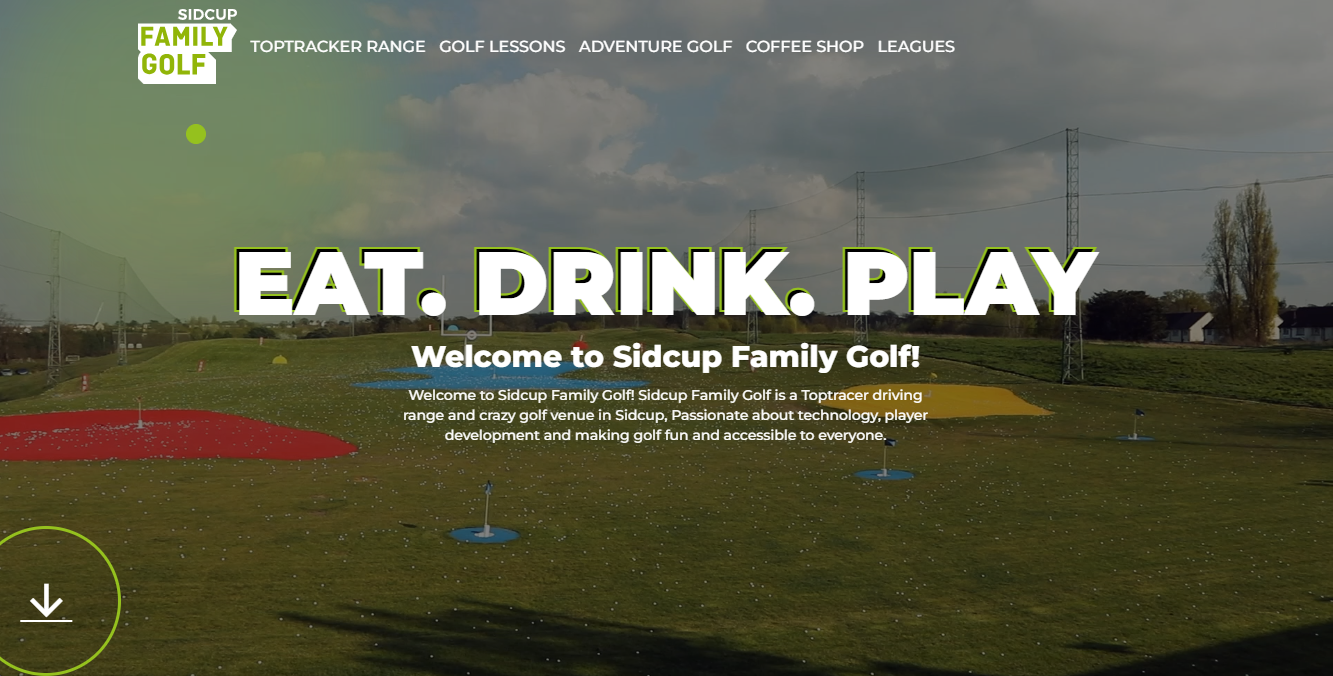 SIDCUP
FAMILY
GOLF
TOPTRACKER RANGE GOLF LESSONS ADVENTURE GOLF COFFEE SHOP LEAGUES
EAT. DRINK. PLAY
Welcome to Sidcup Family Golf!
Welcome to Sidcup Family Golf! Sidcup Family Golf is a Toptracer driving
range and crazy golf venue in Sidcup, Passionate about technology, player
development and making golf fun and accessible to everyone.